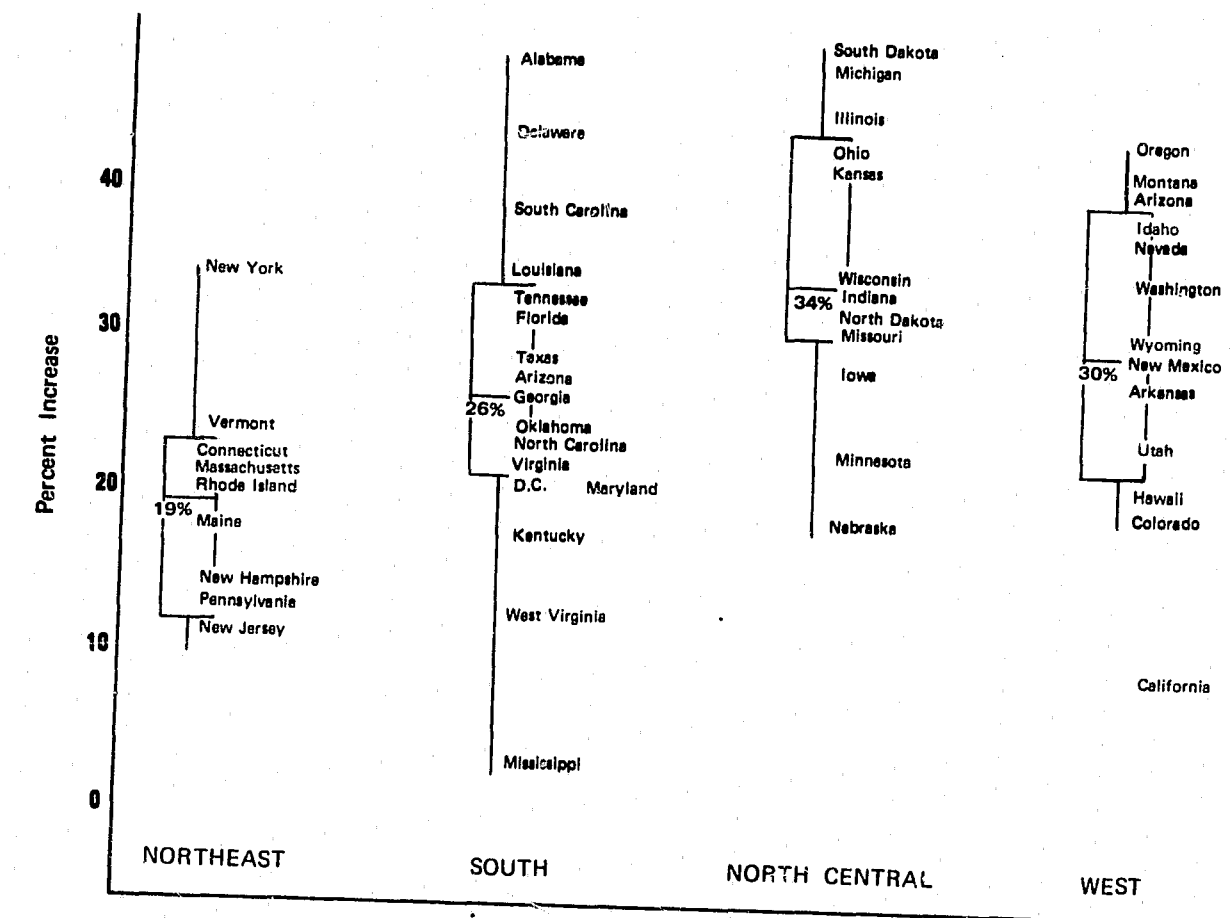 Percent Increase
40
30
20
10
0
New York
Vermont
Connecticut
Massachusetts
Rhode Island
19%
Maine
New Hampshire
Pennsylvania
New Jersey
NORTHEAST
Alabama
Delaware
South Carolina
Louisiana
Tennessee
Florida
Texas
Arizona
Georgia
26%
Oklahoma
North Carolina
Virginia
D.C. Maryland
Kentucky
West Virginia
Mississippi
SOUTH
South Dakota
Michigan
Illinois
Ohio
Kansas
Wisconsin
Indiana
34%
North Dakota
Missouri
Iowa
Minnesota
Nebraska
NORTH CENTRAL
Oregon
Montana
Arizona
Idaho
Nevada
Washington
Wyoming
New Mexico
30%
Arkansas
Utah
Hawaii
Colorado
California
WEST